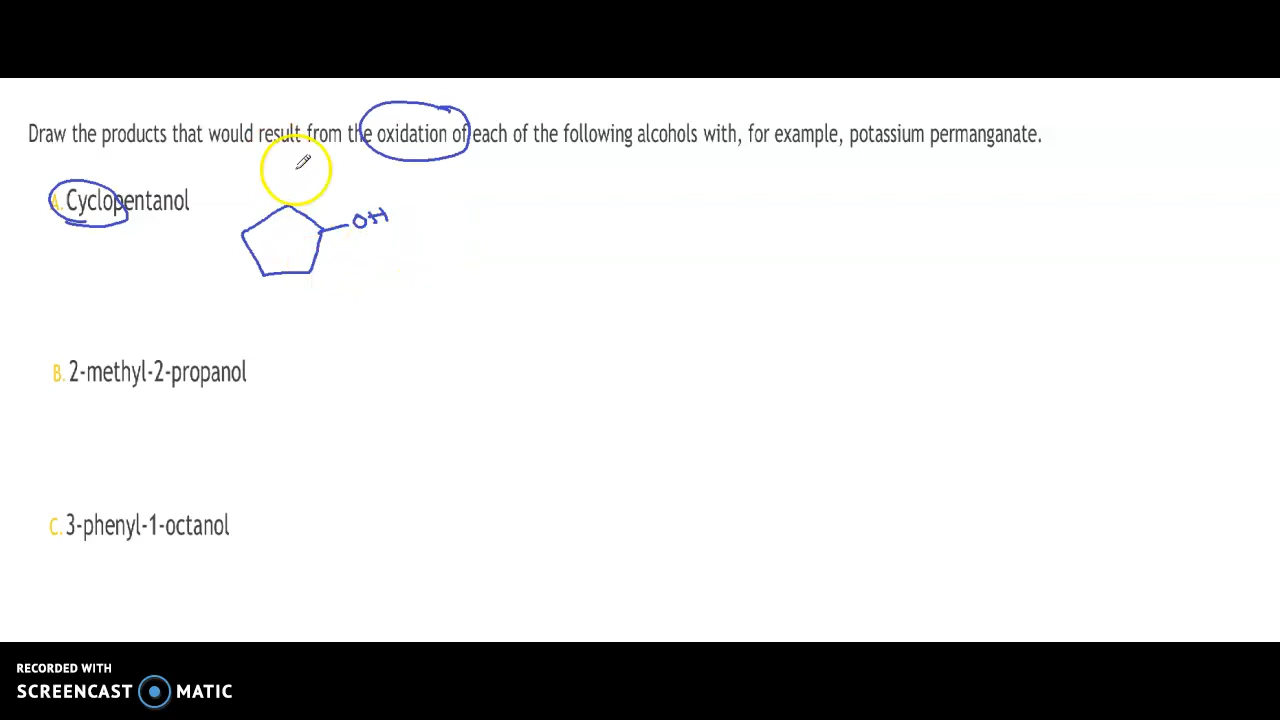 Draw the products that would result from the oxidation of each of the following alcohols with, for example, potassium permanganate.
A. Cyclopentanol
OH
B. 2-methyl-2-propanol
C. 3-phenyl-1-octanol
RECORDED WITH
SCREENCAST MATIC